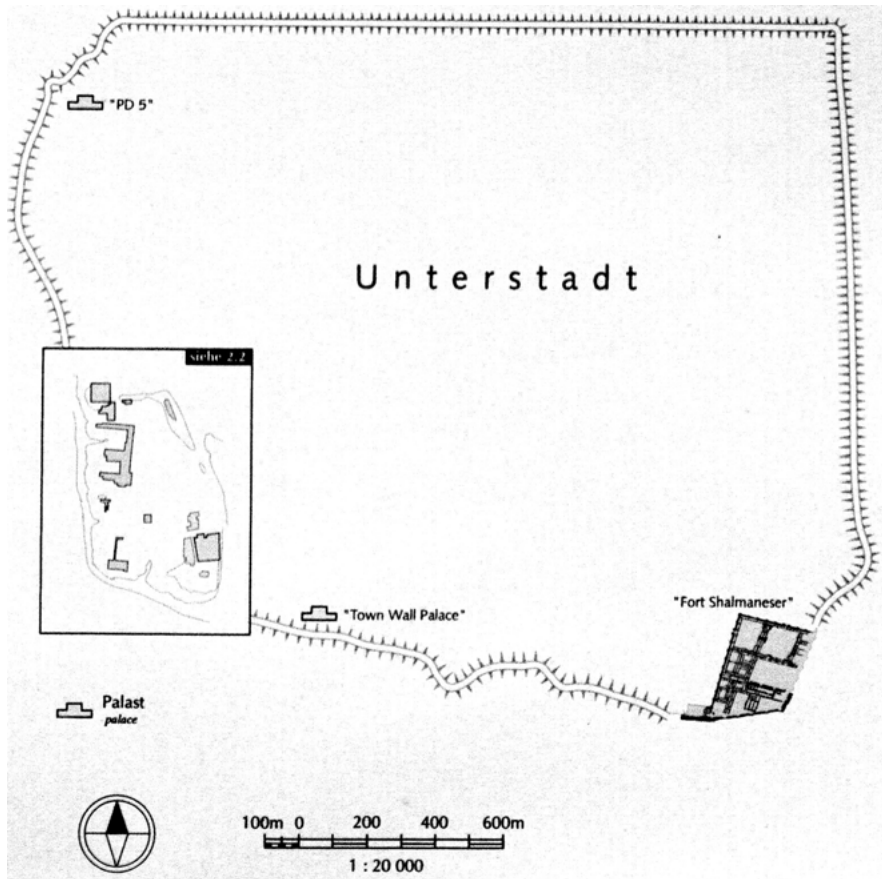 "PD 5"
Unterstadt
siehe 2.2
"Fort Shalmaneser"
"Town Wall Palace"
Palast
palace
100m 0 200 400 600m
1 : 20 000